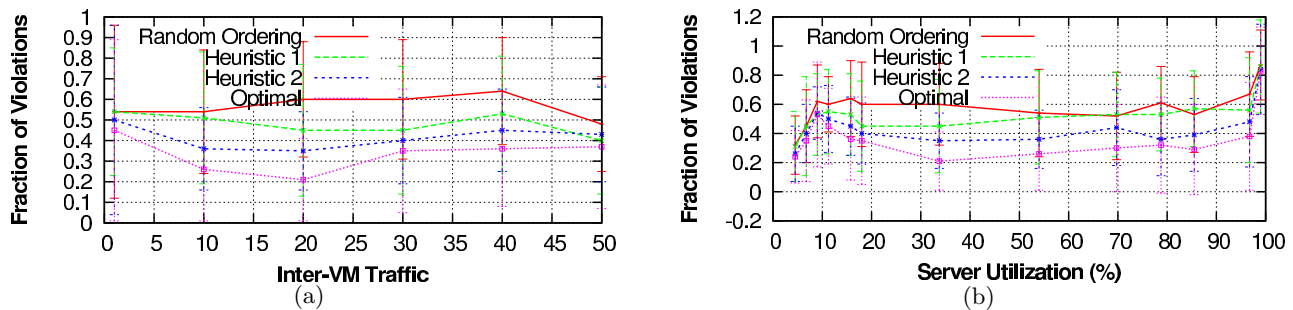 Fraction of Violations
1
0.9
0.8
0.7
0.6
0.5
0.4
0.3
0.2
0.1
0
Random Ordering
Heuristic 1
Heuristic 2
Optimal
0 5 10 15 20 25 30 35 40 45 50
Inter-VM Traffic
(a)
Fraction of Violations
1.2
1
0.8
0.6
0.4
0.2
0
-0.2
Random Ordering
Heuristic 1
Heuristic 2
Optimal
0 10 20 30 40 50 60 70 80 90 100
Server Utilization (%)
(b)